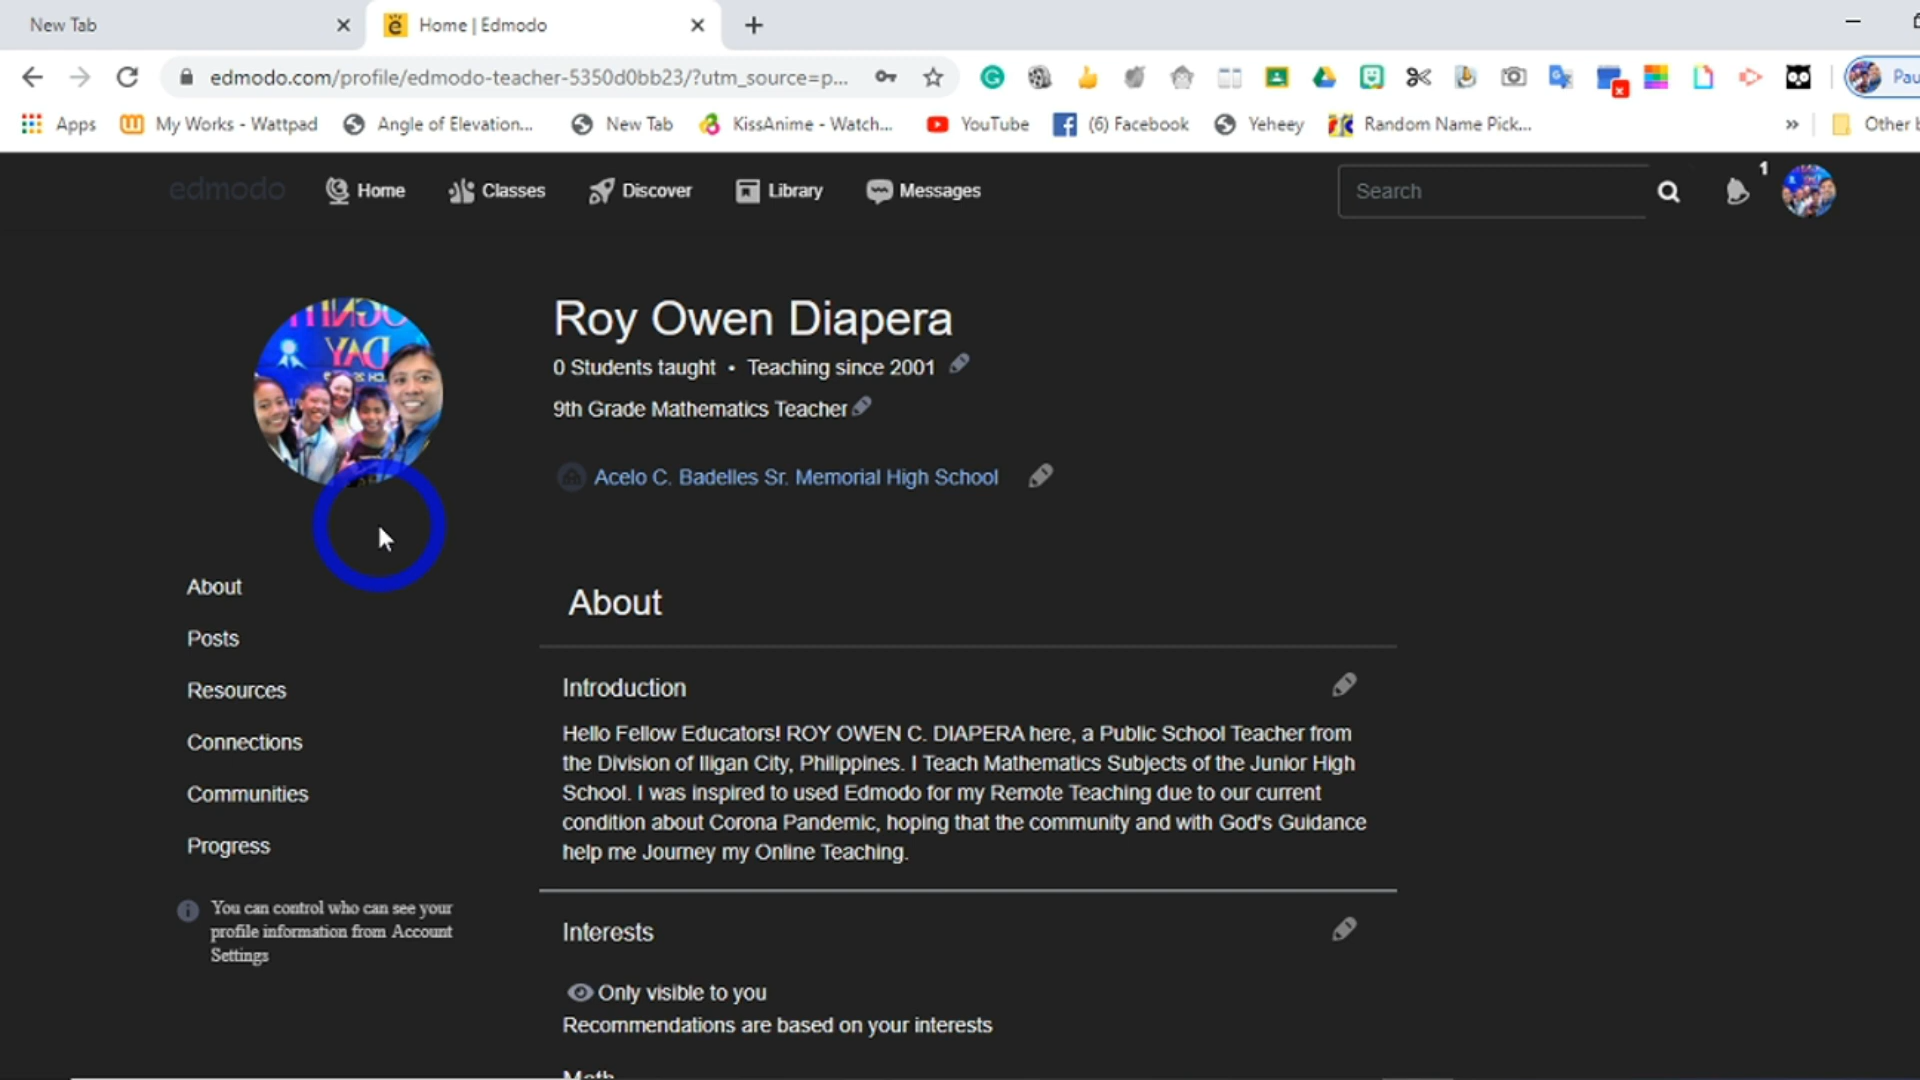 New Tab
Home | Edmodo
edmodo.com/profile/edmodo-teacher-5350d0bb23/?utm_source=p...
Pau
Apps
My Works - Wattpad
Angle of Elevation...
New Tab
KissAnime - Watch...
YouTube
(6) Facebook
Yeheey
Random Name Pick...
»
Other b
edmodo
Home
Classes
Discover
Library
Messages
Search
1
Roy Owen Diapera
0 Students taught • Teaching since 2001
9th Grade Mathematics Teacher
Acelo C. Badelles Sr. Memorial High School
About
Posts
Resources
Connections
Communities
Progress
You can control who can see your
profile information from Account
Settings
About
Introduction
Hello Fellow Educators! ROY OWEN C. DIAPERA here, a Public School Teacher from
the Division of Iligan City, Philippines. I Teach Mathematics Subjects of the Junior High
School. I was inspired to used Edmodo for my Remote Teaching due to our current
condition about Corona Pandemic, hoping that the community and with God's Guidance
help me Journey my Online Teaching.
Interests
Only visible to you
Recommendations are based on your interests
Math